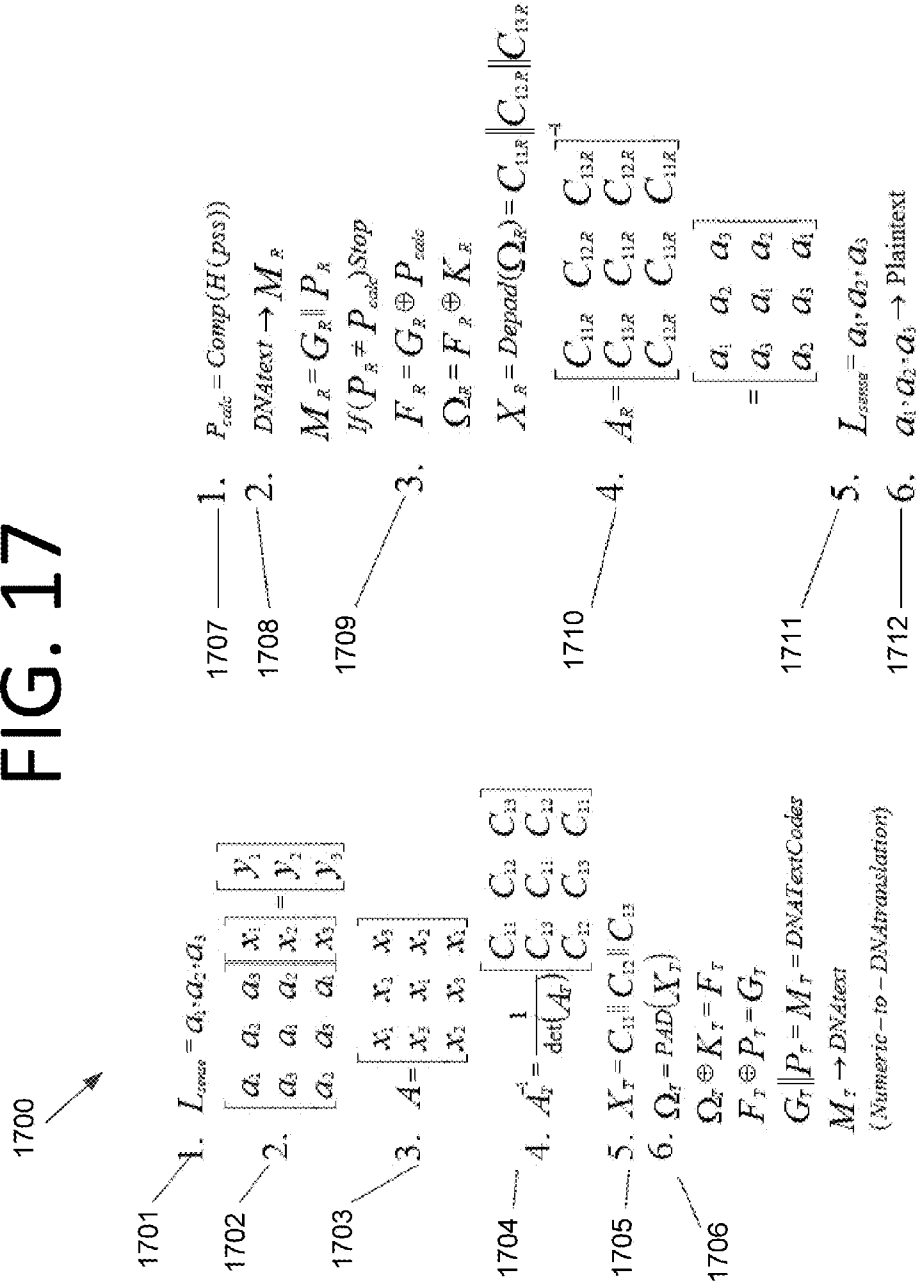 FIG. 17
1700
1701
1. L_sense = a₁, a₂, a₃
1702
2. [a₁ a₂ a₃] [x₁] = [y₁]
[a₃ a₁ a₂] [x₂] [y₂]
[a₂ a₃ a₁] [x₃] [y₃]
1703
3. A = [x₁ x₂ x₃]
[x₃ x₁ x₂]
[x₂ x₃ x₁]
1704
4. A_T⁻¹ = 1/det(A_T) [C₁₁ C₁₂ C₁₃]
[C₁₃ C₁₁ C₁₂]
[C₁₂ C₁₃ C₁₁]
1705
5. X_T = C₁₁ || C₁₂ || C₁₃
1706
6. Ω_T = PAD(X_T)
Ω_T ⊕ K_T = F_T
F_T ⊕ P_T = G_T
G_T || P_T = M_T = DNATextCodes
M_T → DNAtext
(Numeric – to – DNAtranslation)
1707
1. P_calc = Comp(H(pss))
1708
2. DNAtext → M_R
M_R = G_R || P_R
If(P_R ≠ P_calc)Stop
1709
3. F_R = G_R ⊕ P_calc
Ω_R = F_R ⊕ K_R
X_R = Depad(Ω_R) = C₁₁R || C₁₂R || C₁₃R
1710
4. A_R = [C₁₁R C₁₂R C₁₃R]⁻¹
[C₁₃R C₁₁R C₁₂R]
[C₁₂R C₁₃R C₁₁R]
= [a₁ a₂ a₃]
[a₃ a₁ a₂]
[a₂ a₃ a₁]
1711
5. L_sense = a₁, a₂, a₃
1712
6. a₁, a₂, a₃ → Plaintext